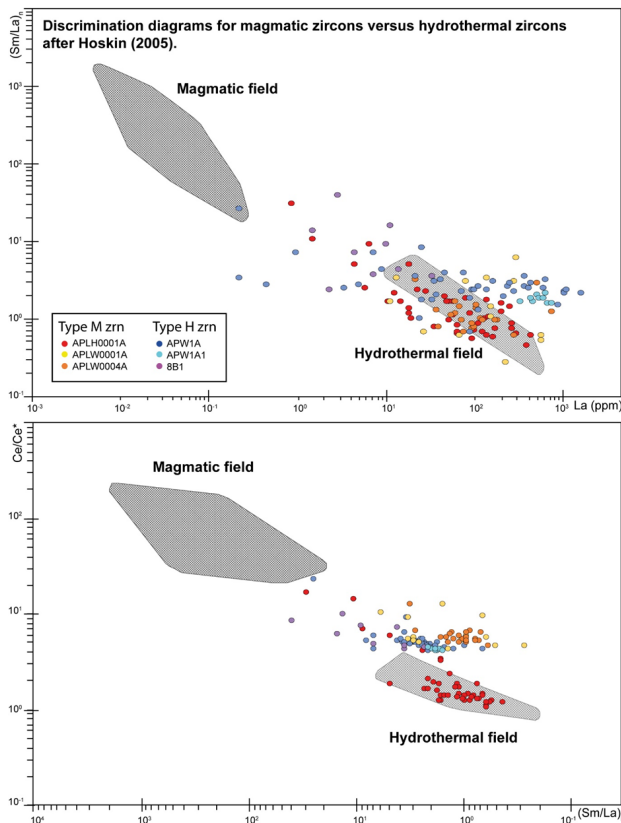 Discrimination diagrams for magmatic zircons versus hydrothermal zircons
after Hoskin (2005).
(Sm/La)n
10³
10²
10¹
10⁰
10⁻¹
Magmatic field
Hydrothermal field
Type M zrn Type H zrn
APLH0001A APW1A
APLW0001A APW1A1
APLW0004A 8B1
10⁻³ 10⁻² 10⁻¹ 10⁰ 10¹ 10² 10³
La (ppm)
Ce/Ce*
10²
10¹
10⁰
10⁻¹
Magmatic field
Hydrothermal field
10⁴ 10³ 10² 10¹ 10⁰ 10⁻¹
(Sm/La)